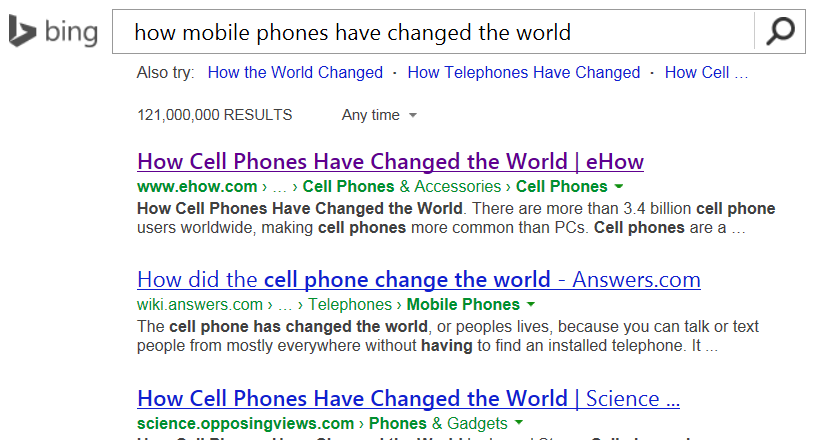 bing
how mobile phones have changed the world
Also try: How the World Changed · How Telephones Have Changed · How Cell ...
121,000,000 RESULTS Any time
How Cell Phones Have Changed the World | eHow
www.ehow.com › ... › Cell Phones & Accessories › Cell Phones
How Cell Phones Have Changed the World. There are more than 3.4 billion cell phone
users worldwide, making cell phones more common than PCs. Cell phones are a ...
How did the cell phone change the world - Answers.com
wiki.answers.com › ... › Telephones › Mobile Phones
The cell phone has changed the world, or peoples lives, because you can talk or text
people from mostly everywhere without having to find an installed telephone. It ...
How Cell Phones Have Changed the World | Science ...
science.opposingviews.com › Phones & Gadgets